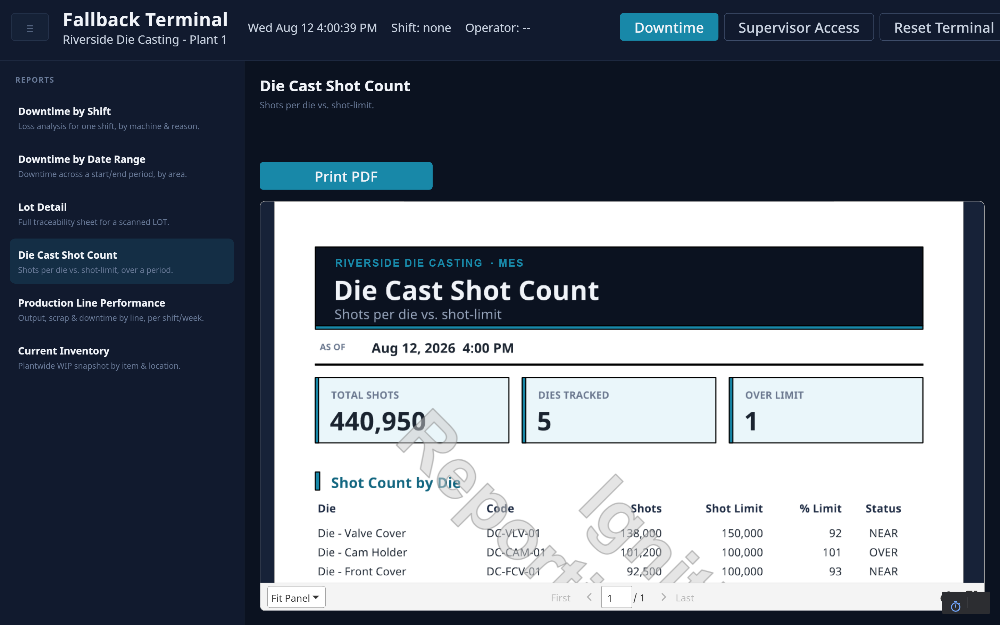 Fallback Terminal
Riverside Die Casting - Plant 1
Wed Aug 12 4:00:39 PM
Shift: none
Operator: --
Downtime
Supervisor Access
Reset Terminal
REPORTS
Downtime by Shift
Loss analysis for one shift, by machine & reason.
Downtime by Date Range
Downtime across a start/end period, by area.
Lot Detail
Full traceability sheet for a scanned LOT.
Die Cast Shot Count
Shots per die vs. shot-limit, over a period.
Production Line Performance
Output, scrap & downtime by line, per shift/week.
Current Inventory
Plantwide WIP snapshot by item & location.
Die Cast Shot Count
Shots per die vs. shot-limit.
Print PDF
RIVERSIDE DIE CASTING · MES
Die Cast Shot Count
Shots per die vs. shot-limit
AS OF Aug 12, 2026 4:00 PM
TOTAL SHOTS
440,950
DIES TRACKED
5
OVER LIMIT
1
Shot Count by Die
Die Code Shots Shot Limit % Limit Status
Die - Valve Cover DC-VLV-01 138,000 150,000 92 NEAR
Die - Cam Holder DC-CAM-01 101,200 100,000 101 OVER
Die - Front Cover DC-FCV-01 92,500 100,000 93 NEAR
Fit Panel
First
1 / 1
Last